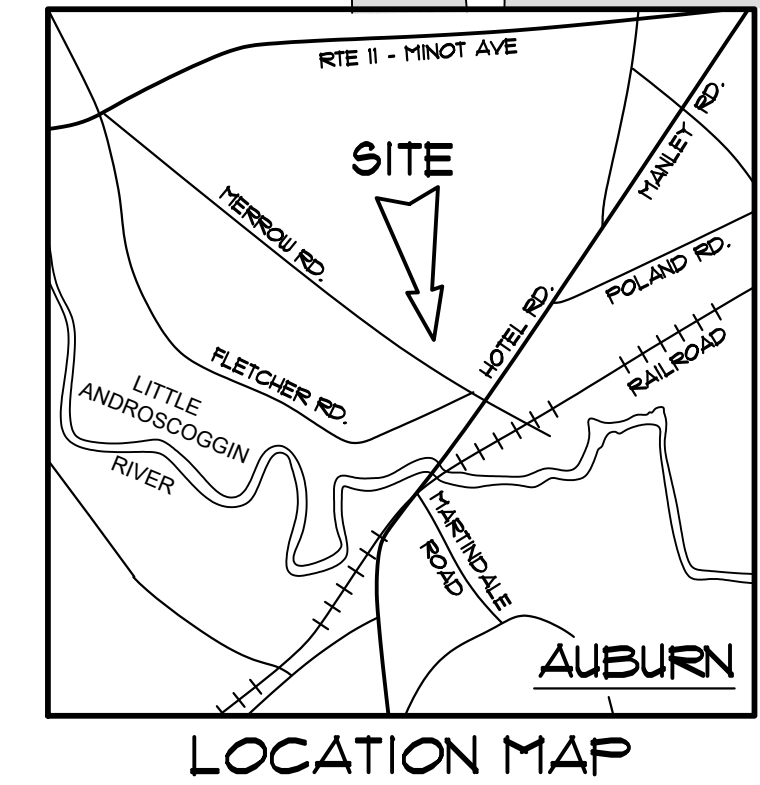 RTE 11 - MINOT AVE
MANLEY RD.
SITE
MERROW RD.
POLAND RD.
HOTEL RD.
RAILROAD
FLETCHER RD.
LITTLE
ANDROSCOGGIN
RIVER
MARTINDALE
ROAD
AUBURN
LOCATION MAP